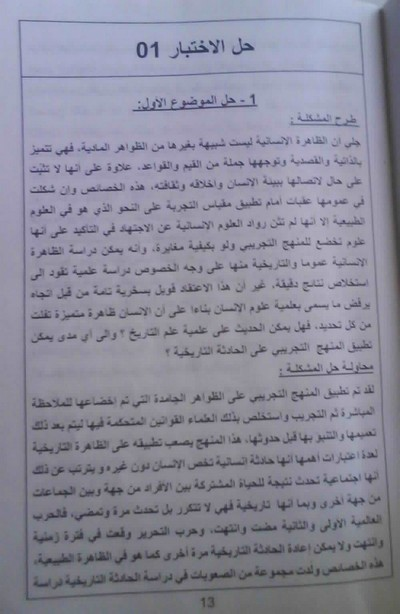 حل الاختبار 01
1 - حل الموضوع الأول:
طرح المشكلة :
جلي إن الظاهرة الإنسانية ليست شبيهة بغيرها من الظواهر المادية، فهي تتميز
بالذاتية والقصدية وتوجهها جملة من القيم والقواعد، علاوة على أنها لا تثبت
على حال لاتصالها ببيئة الإنسان وأخلاقه وثقافته، هذه الخصائص وإن شكلت
في عمومها عقبات أمام تطبيق مقياس التجربة على النحو الذي هو في العلوم
الطبيعية إلا أنها لم تثن رواد العلوم الإنسانية عن الاجتهاد في التأكيد على أنها
علوم تخضع للمنهج التجريبي ولو بكيفية مغايرة، وأنه يمكن دراسة الظاهرة
الإنسانية عموما والتاريخية منها على وجه الخصوص دراسة علمية تقود إلى
استخلاص نتائج دقيقة، غير أن هذا الاعتقاد قوبل بسخرية تامة من قبل اتجاه
يرفض ما يسمى بعلمية علوم الإنسان بناءا على أن الإنسان ظاهرة متميزة تفلت
من كل تحديد، فهل يمكن الحديث على علمية علم التاريخ ؟ والى أي مدى يمكن
تطبيق المنهج التجريبي على الحادثة التاريخية ؟
محاولة حل المشكلة :
لقد تم تطبيق المنهج التجريبي على الظواهر الجامدة التي تم إخضاعها للملاحظة
المباشرة ثم التجريب واستخلص بذلك العلماء القوانين المتحكمة فيها ليتم بعد ذلك
تعميمها والتنبؤ بها قبل حدوثها، هذا المنهج يصعب تطبيقه على الظاهرة التاريخية
لعدة اعتبارات أهمها أنها حادثة إنسانية تخص الإنسان دون غيره و يترتب عن ذلك
أنها اجتماعية تحدث نتيجة للحياة المشتركة بين الأفراد من جهة وبين الجماعات
من جهة أخرى وبما أنها تاريخية فهي لا تتكرر بل تحدث مرة وتمضي، فالحرب
العالمية الأولى والثانية مضت وانتهت، وحرب التحرير وقعت في فترة زمنية
وانتهت ولا يمكن إعادة الحادثة التاريخية مرة أخرى كما هو في الظاهرة الطبيعية،
هذه الخصائص ولدت مجموعة من الصعوبات في دراسة الحادثة التاريخية دراسة
13